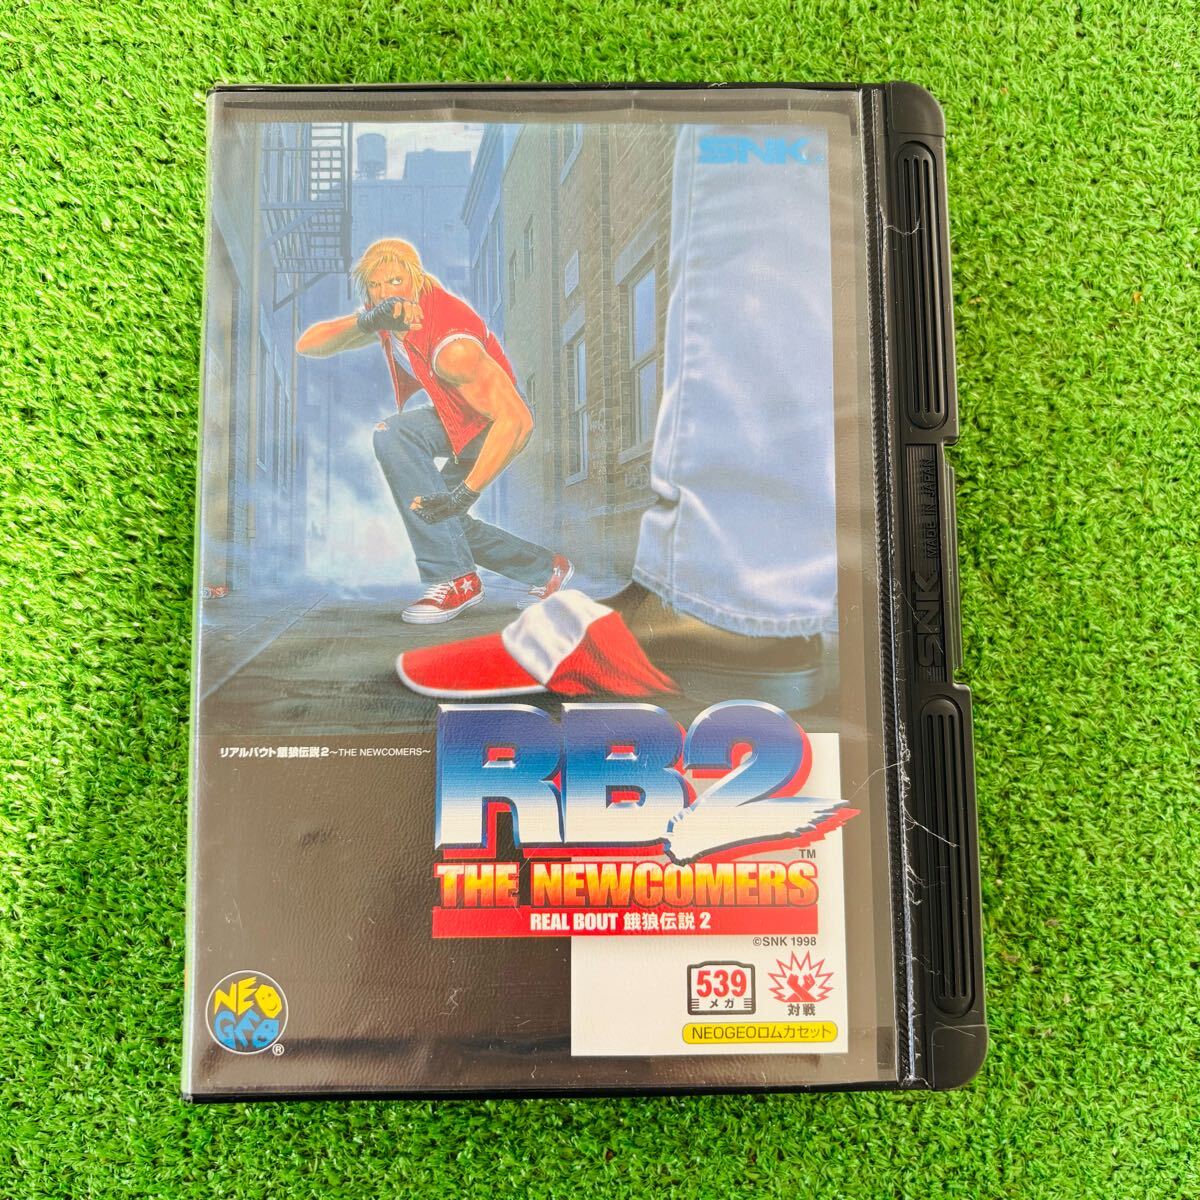 SNK
リアルバウト餓狼伝説2~THE NEWCOMERS~
RB2
TM
THE NEWCOMERS
REAL BOUT 餓狼伝説 2
©SNK 1998
539
メガ
対戦
NEOGEOロムカセット
NEO
GEO
®
SNK MADE IN JAPAN